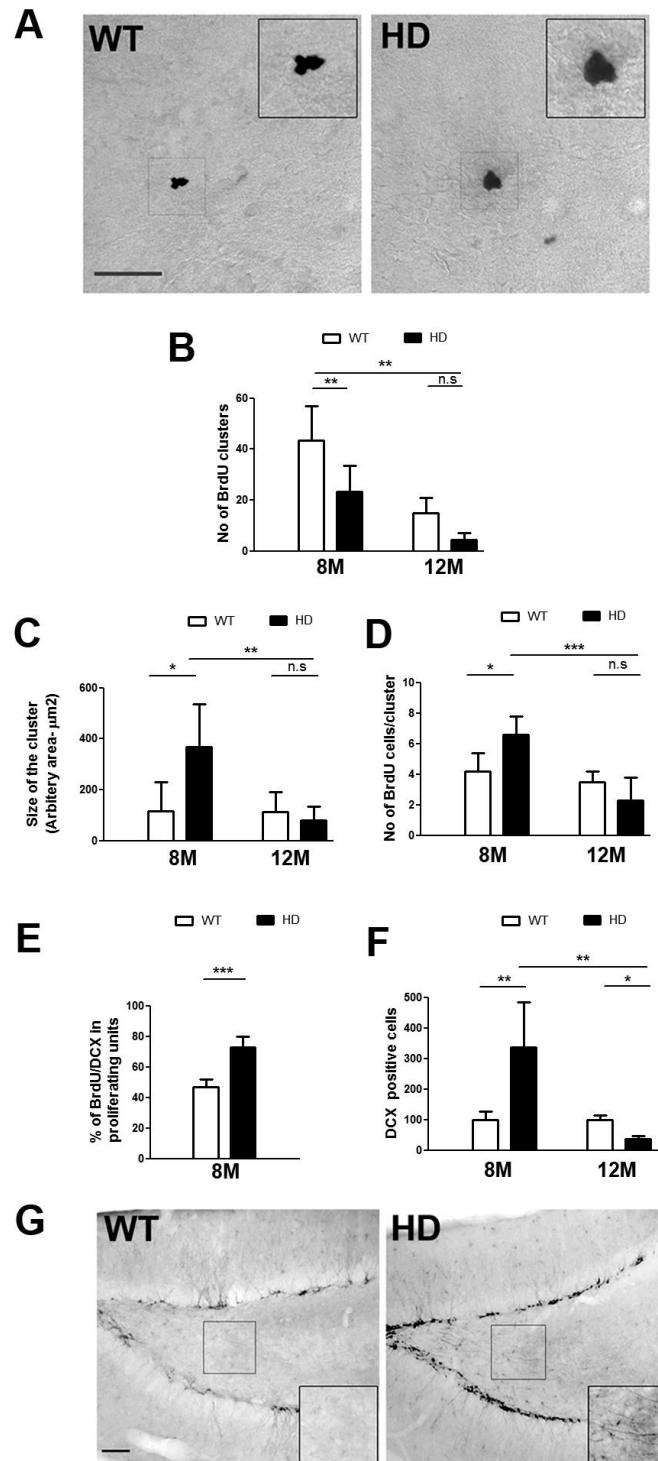 A
WT
HD
B
WT
HD
**
**
n.s
60
40
20
0
No of BrdU clusters
8M
12M
C
WT
HD
**
*
n.s
600
400
200
0
Size of the cluster
(Arbitery area- µm2)
8M
12M
D
WT
HD
***
*
n.s
10
8
6
4
2
0
No of BrdU cells/cluster
8M
12M
E
WT
HD
***
100
80
60
40
20
0
% of BrdU/DCX in
proliferating units
8M
F
WT
HD
**
**
*
500
400
300
200
100
0
DCX positive cells
8M
12M
G
WT
HD